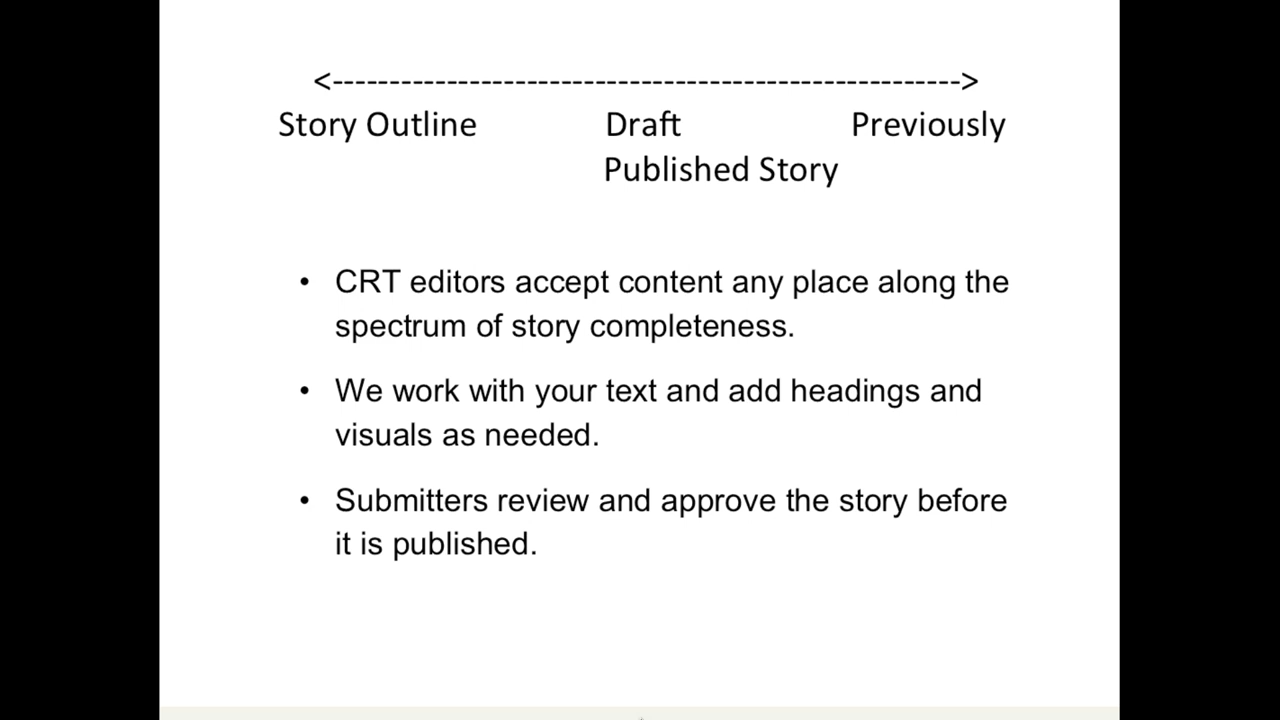 <------------------------------------------------------->
Story Outline Draft Previously
Published Story
• CRT editors accept content any place along the
spectrum of story completeness.
• We work with your text and add headings and
visuals as needed.
• Submitters review and approve the story before
it is published.